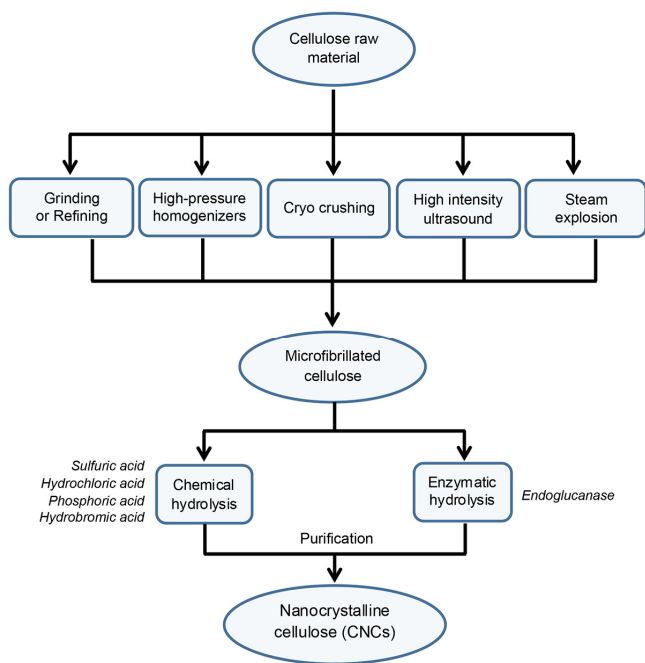 Cellulose raw
material
Grinding
or Refining
High-pressure
homogenizers
Cryo crushing
High intensity
ultrasound
Steam
explosion
Microfibrillated
cellulose
Sulfuric acid
Hydrochloric acid
Phosphoric acid
Hydrobromic acid
Chemical
hydrolysis
Enzymatic
hydrolysis
Endoglucanase
Purification
Nanocrystalline
cellulose (CNCs)